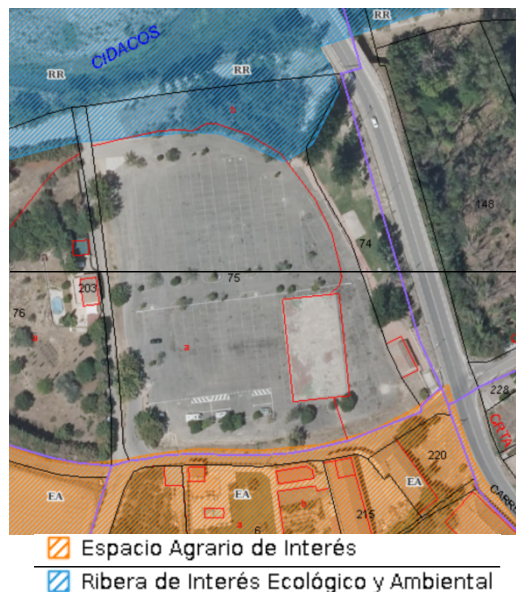 RR
CIDACOS
RR
RR
148
a
74
75
203
76
a
228
CRTA
220
EA
EA
EA
CARRE
a
6
215
Espacio Agrario de Interés
Ribera de Interés Ecológico y Ambiental